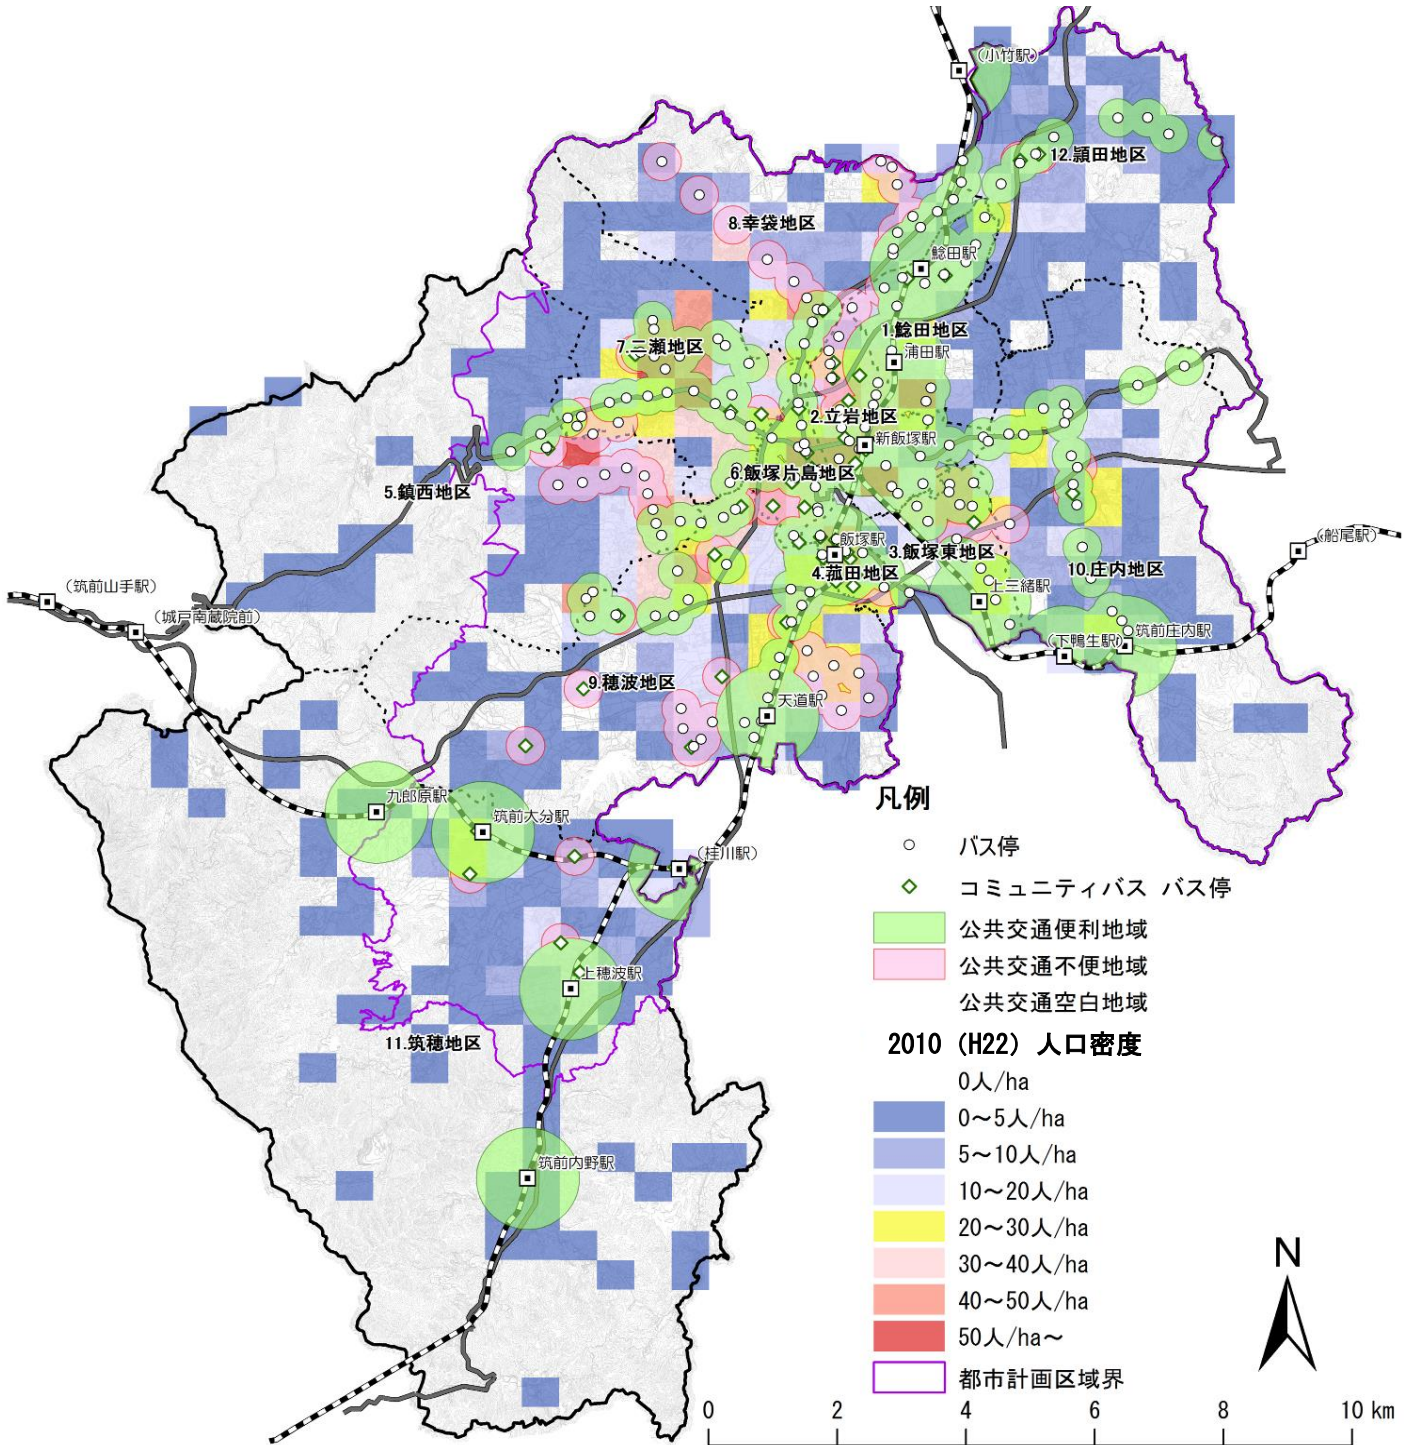 (小竹駅)
12.頴田地区
8.幸袋地区
鯰田駅
1.鯰田地区
7.二瀬地区
浦田駅
2.立岩地区
新飯塚駅
6.飯塚片島地区
5.鎮西地区
飯塚駅
3.飯塚東地区
(船尾駅)
4.菰田地区
10.庄内地区
上三緒駅
(筑前山手駅)
(城戸南蔵院前)
筑前庄内駅
(下鴨生駅)
9.穂波地区
天道駅
九郎原駅
筑前大分駅
(桂川駅)
上穂波駅
11.筑穂地区
筑前内野駅
凡例
バス停
コミュニティバス バス停
公共交通便利地域
公共交通不便地域
公共交通空白地域
2010 (H22) 人口密度
0人/ha
0～5人/ha
5～10人/ha
10～20人/ha
20～30人/ha
30～40人/ha
40～50人/ha
50人/ha～
都市計画区域界
N
0 2 4 6 8 10 km